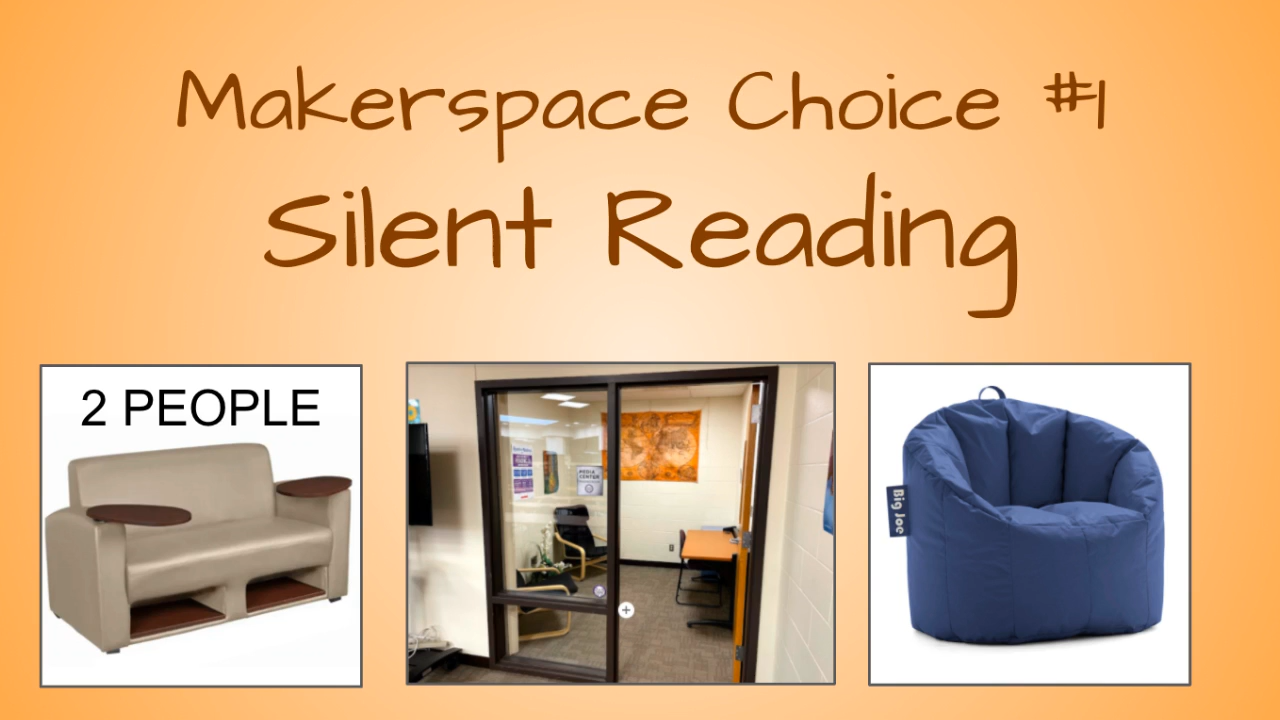 Makerspace Choice #1
Silent Reading
2 PEOPLE
MEDIA
CENTER
Big Joe